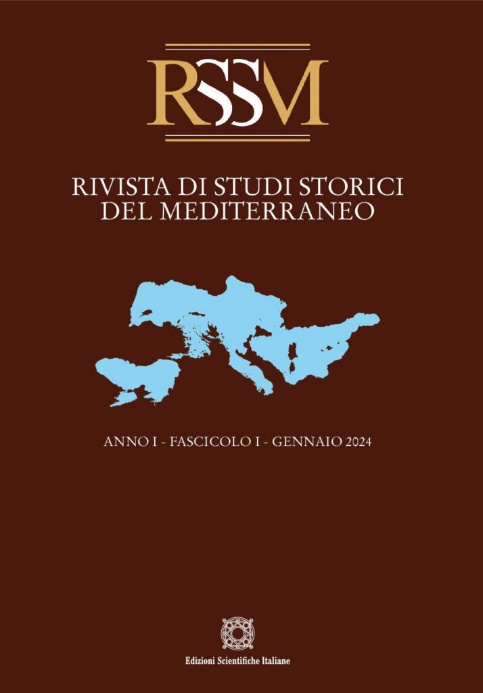 RSSM
RIVISTA DI STUDI STORICI
DEL MEDITERRANEO
ANNO I - FASCICOLO I - GENNAIO 2024
Edizioni Scientifiche Italiane